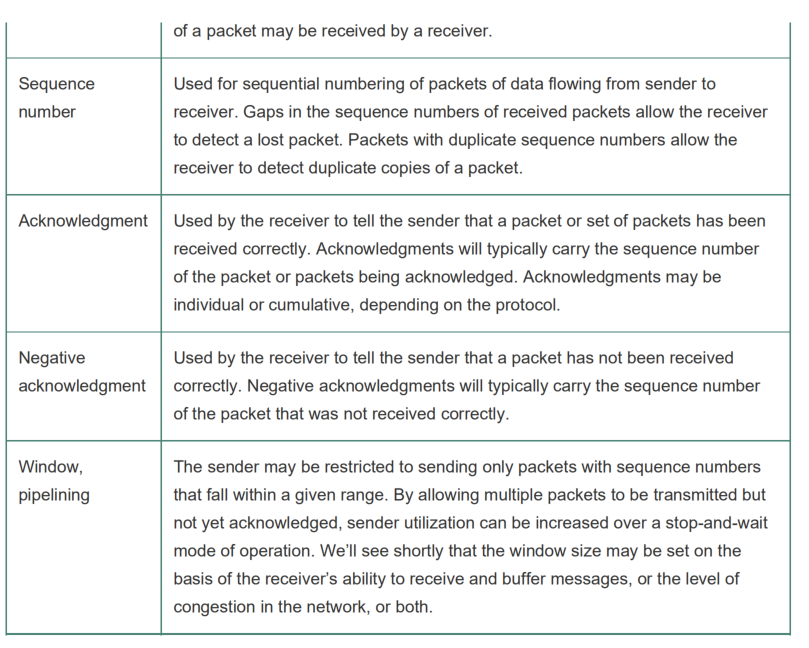 of a packet may be received by a receiver.
Sequence
number
Used for sequential numbering of packets of data flowing from sender to
receiver. Gaps in the sequence numbers of received packets allow the receiver
to detect a lost packet. Packets with duplicate sequence numbers allow the
receiver to detect duplicate copies of a packet.
Acknowledgment
Used by the receiver to tell the sender that a packet or set of packets has been
received correctly. Acknowledgments will typically carry the sequence number
of the packet or packets being acknowledged. Acknowledgments may be
individual or cumulative, depending on the protocol.
Negative
acknowledgment
Used by the receiver to tell the sender that a packet has not been received
correctly. Negative acknowledgments will typically carry the sequence number
of the packet that was not received correctly.
Window,
pipelining
The sender may be restricted to sending only packets with sequence numbers
that fall within a given range. By allowing multiple packets to be transmitted but
not yet acknowledged, sender utilization can be increased over a stop-and-wait
mode of operation. We’ll see shortly that the window size may be set on the
basis of the receiver’s ability to receive and buffer messages, or the level of
congestion in the network, or both.